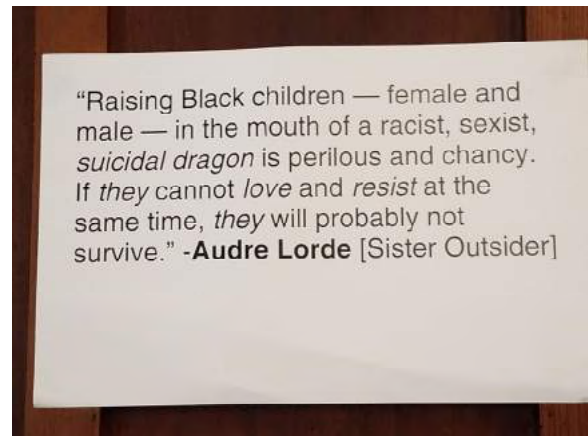 “Raising Black children — female and
male — in the mouth of a racist, sexist,
suicidal dragon is perilous and chancy.
If they cannot love and resist at the
same time, they will probably not
survive.” -Audre Lorde [Sister Outsider]